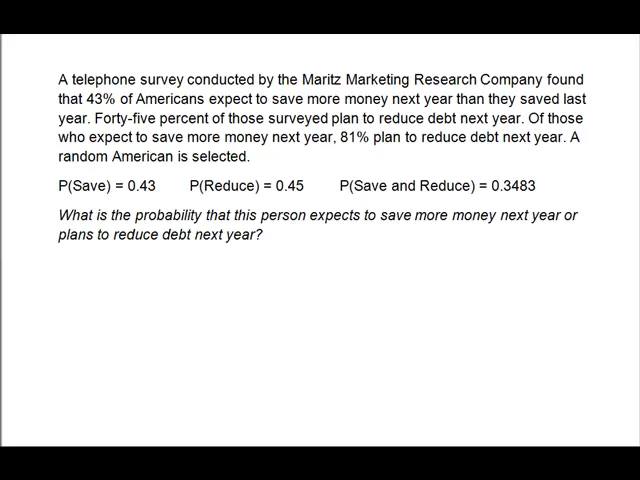 A telephone survey conducted by the Maritz Marketing Research Company found
that 43% of Americans expect to save more money next year than they saved last
year. Forty-five percent of those surveyed plan to reduce debt next year. Of those
who expect to save more money next year, 81% plan to reduce debt next year. A
random American is selected.
P(Save) = 0.43 P(Reduce) = 0.45 P(Save and Reduce) = 0.3483
What is the probability that this person expects to save more money next year or
plans to reduce debt next year?